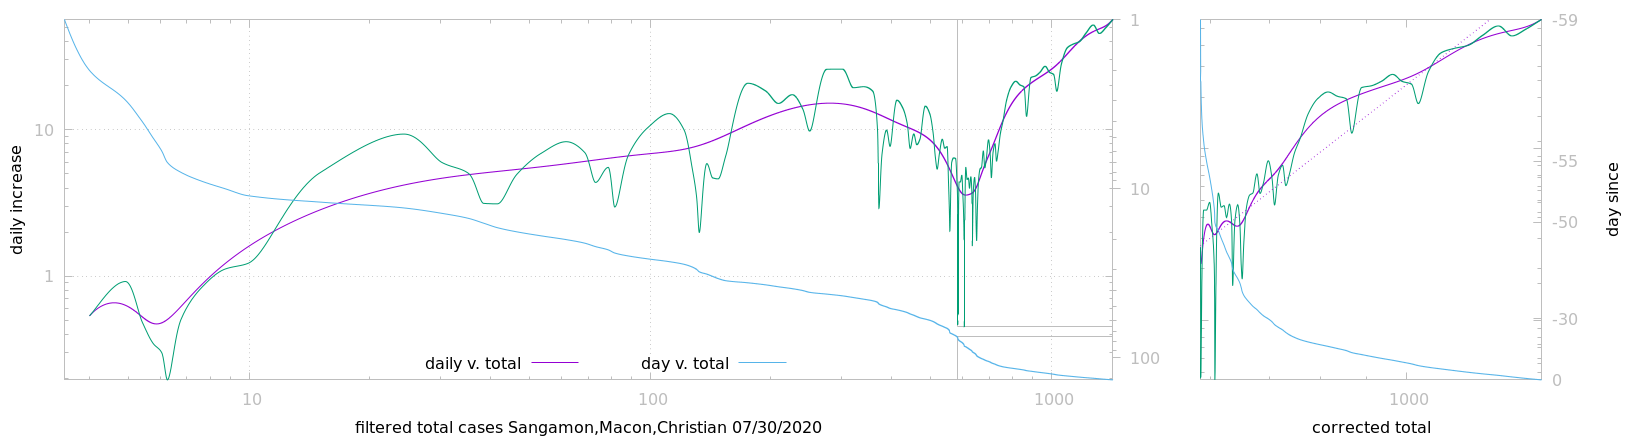 daily increase
10
1
1
10
100
10
100
1000
daily v. total
day v. total
filtered total cases Sangamon,Macon,Christian 07/30/2020
-59
-55
-50
-30
0
day since
1000
corrected total